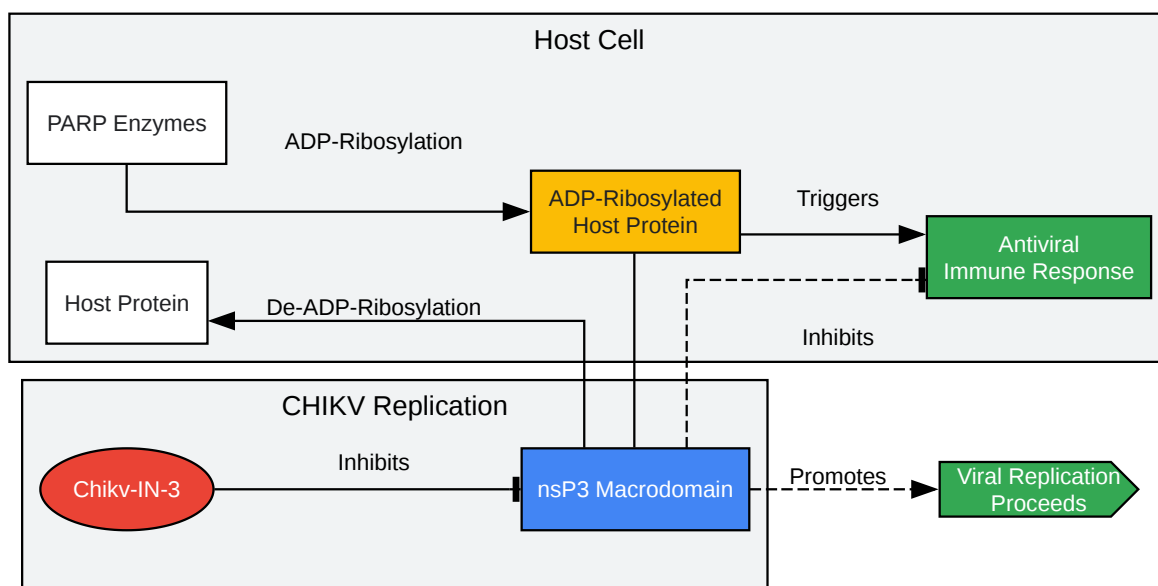 Host Cell
PARP Enzymes
ADP-Ribosylation
ADP-Ribosylated
Host Protein
Triggers
Antiviral
Immune Response
Host Protein
De-ADP-Ribosylation
Inhibits
CHIKV Replication
Chikv-IN-3
Inhibits
nsP3 Macrodomain
Promotes
Viral Replication
Proceeds